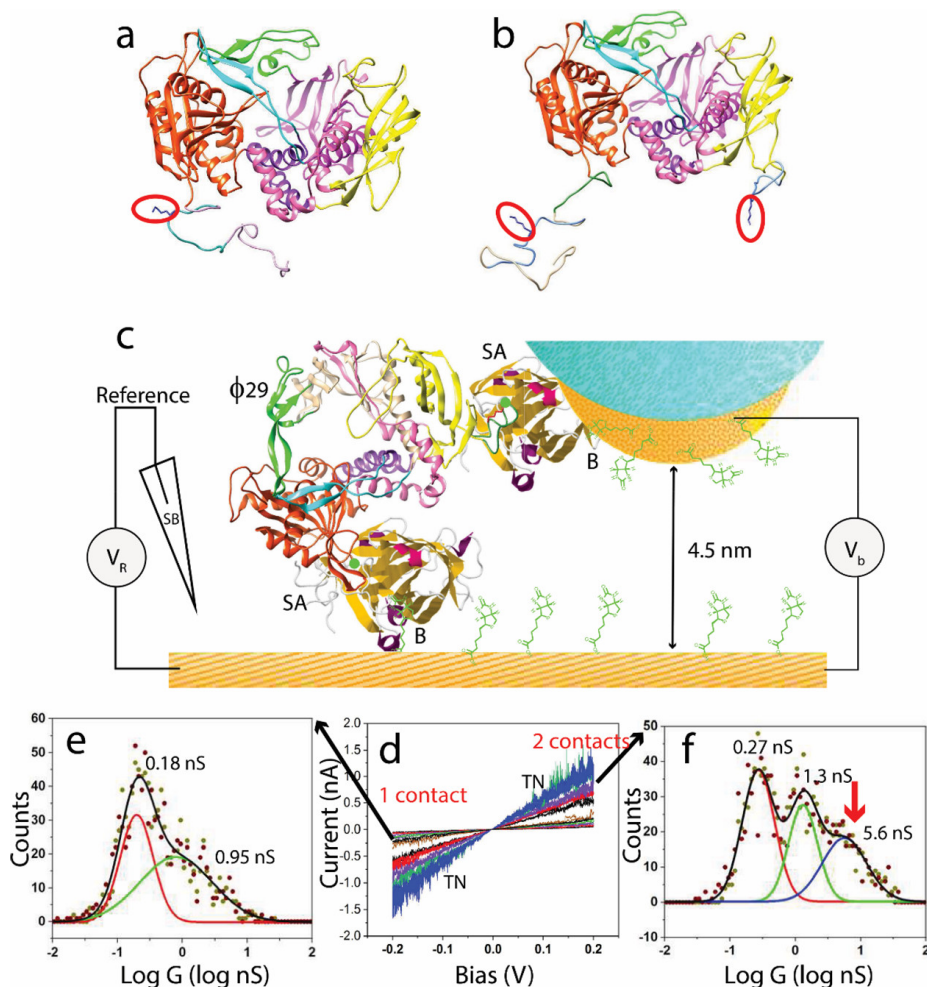 a
b
c
SA
ϕ29
Reference
B
SB
4.5 nm
V_R
V_b
SA
B
e
60
50
40
30
20
10
0
0.18 nS
0.95 nS
Counts
-2
-1
0
1
2
Log G (log nS)
d
2.0
1.5
1.0
0.5
0.0
-0.5
-1.0
-1.5
-2.0
2 contacts
TN
1 contact
TN
Current (nA)
-0.2
-0.1
0.00
0.1
0.2
Bias (V)
f
50
40
30
20
10
0
-10
0.27 nS
1.3 nS
5.6 nS
Counts
-2
-1
0
1
2
Log G (log nS)